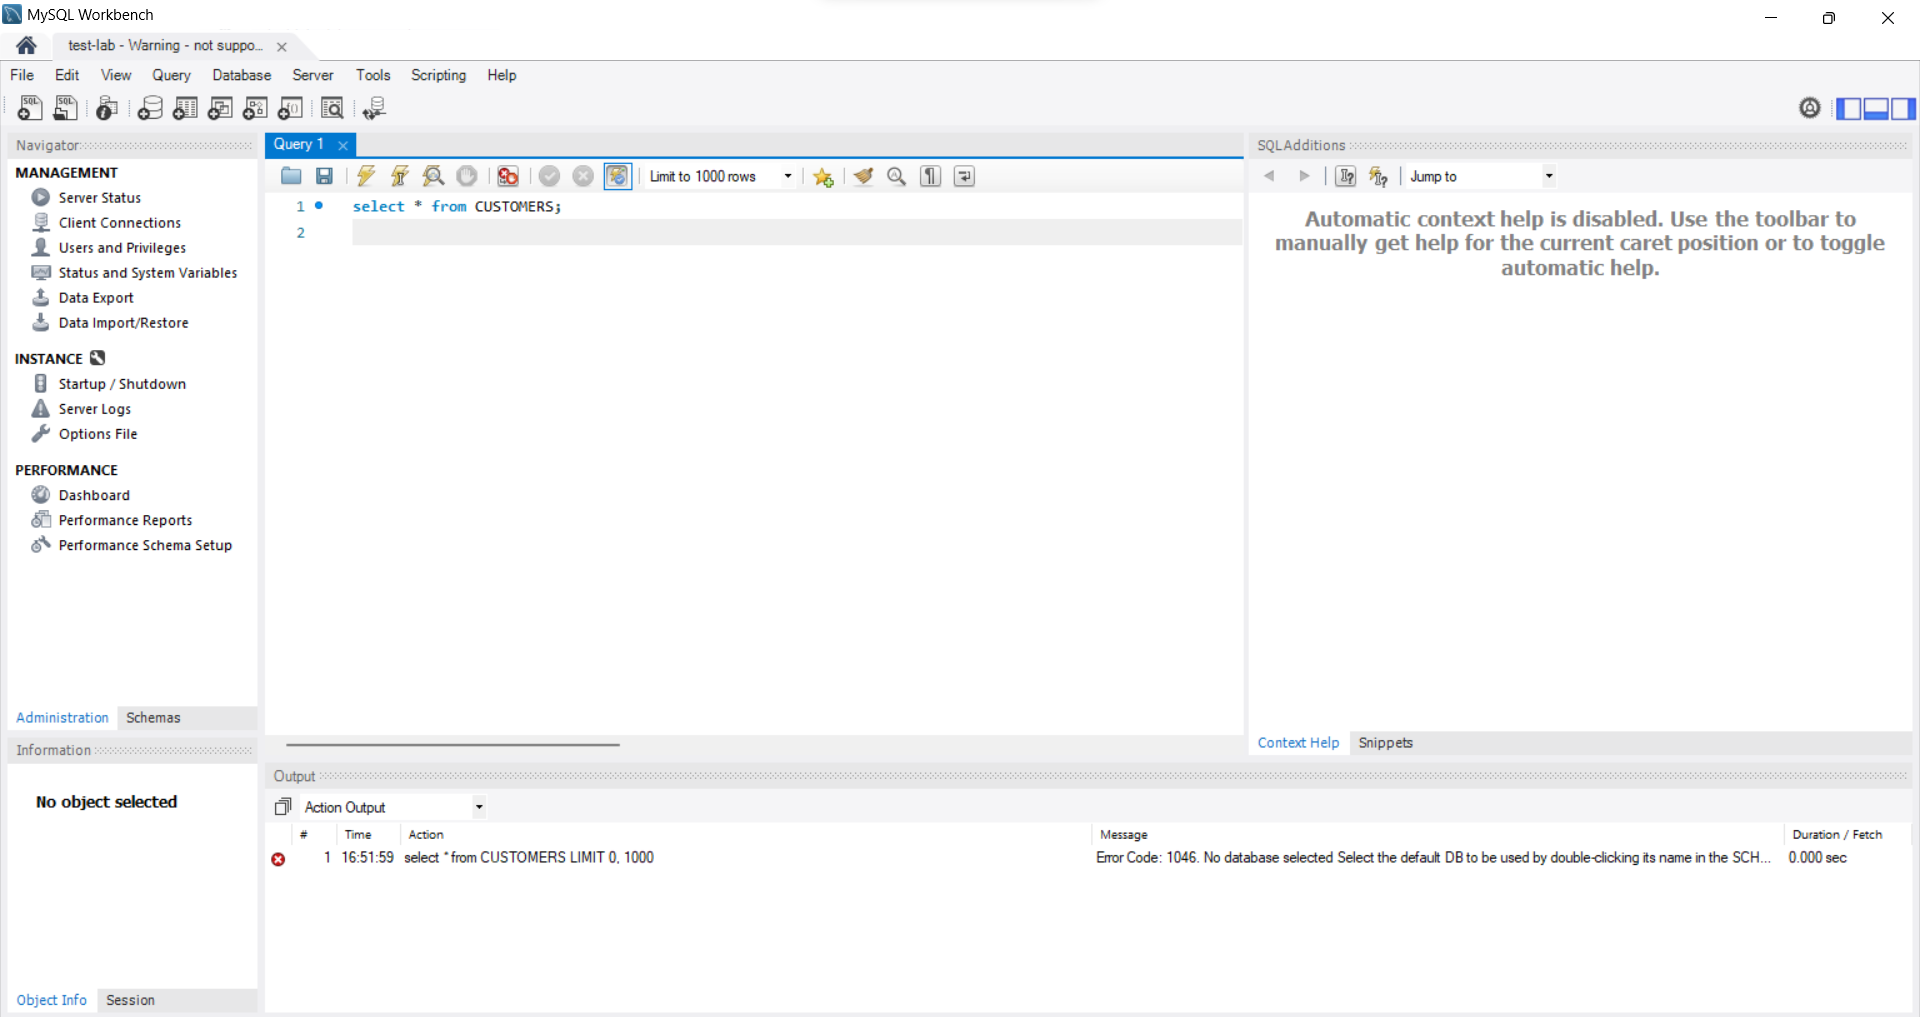 MySQL Workbench
test-lab - Warning - not suppo...
File Edit View Query Database Server Tools Scripting Help
Navigator
MANAGEMENT
Server Status
Client Connections
Users and Privileges
Status and System Variables
Data Export
Data Import/Restore
INSTANCE
Startup / Shutdown
Server Logs
Options File
PERFORMANCE
Dashboard
Performance Reports
Performance Schema Setup
Administration Schemas
Information
No object selected
Object Info Session
Query 1
Limit to 1000 rows
1 select * from CUSTOMERS;
2
SQLAdditions
Jump to
Automatic context help is disabled. Use the toolbar to
manually get help for the current caret position or to toggle
automatic help.
Context Help Snippets
Output
Action Output
# Time Action Message Duration / Fetch
1 16:51:59 select * from CUSTOMERS LIMIT 0, 1000 Error Code: 1046. No database selected Select the default DB to be used by double-clicking its name in the SCH... 0.000 sec